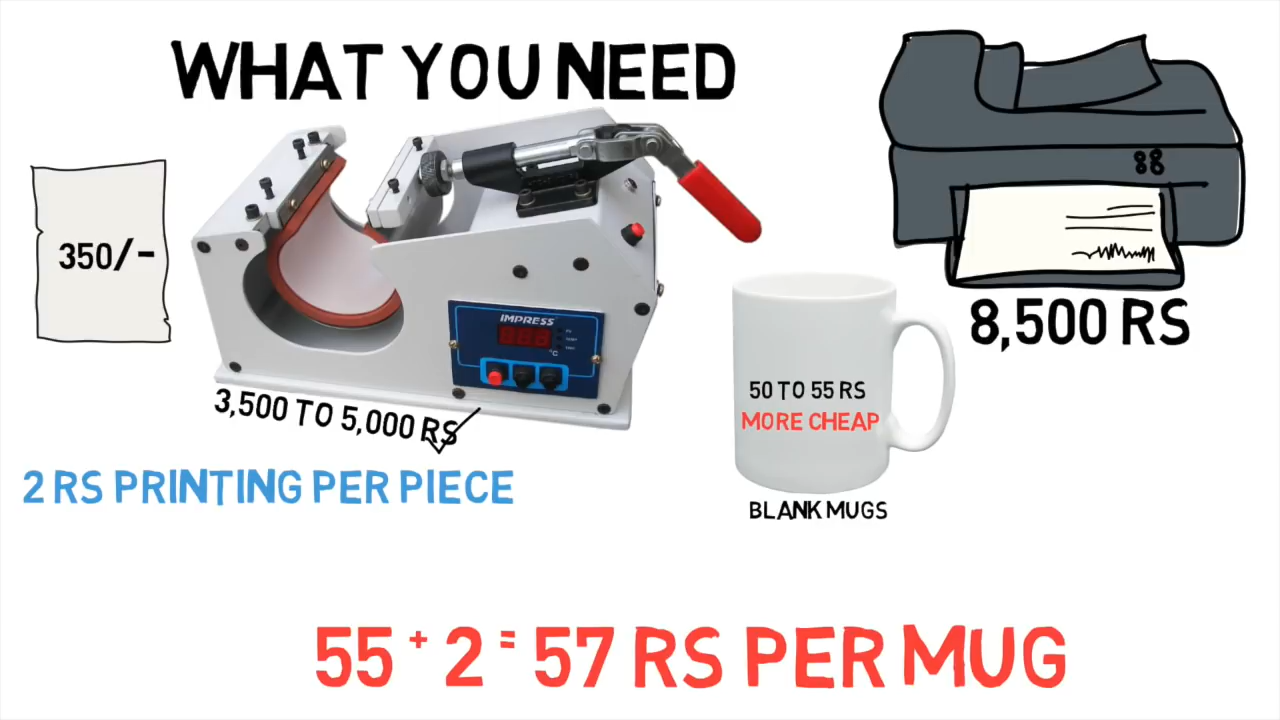 WHAT YOU NEED
350/-
IMPRESS
°C
3,500 TO 5,000 RS
8,500 RS
50 TO 55 RS
MORE CHEAP
BLANK MUGS
2 RS PRINTING PER PIECE
55 + 2 = 57 RS PER MUG